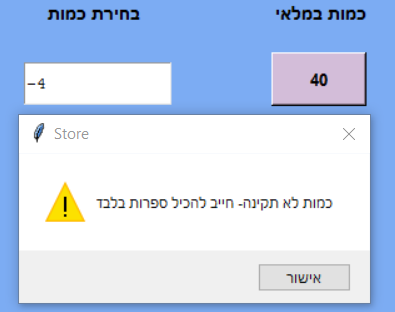 כמות במלאי
בחירת כמות
40
-4
Store
כמות לא תקינה- חייב להכיל ספרות בלבד
אישור